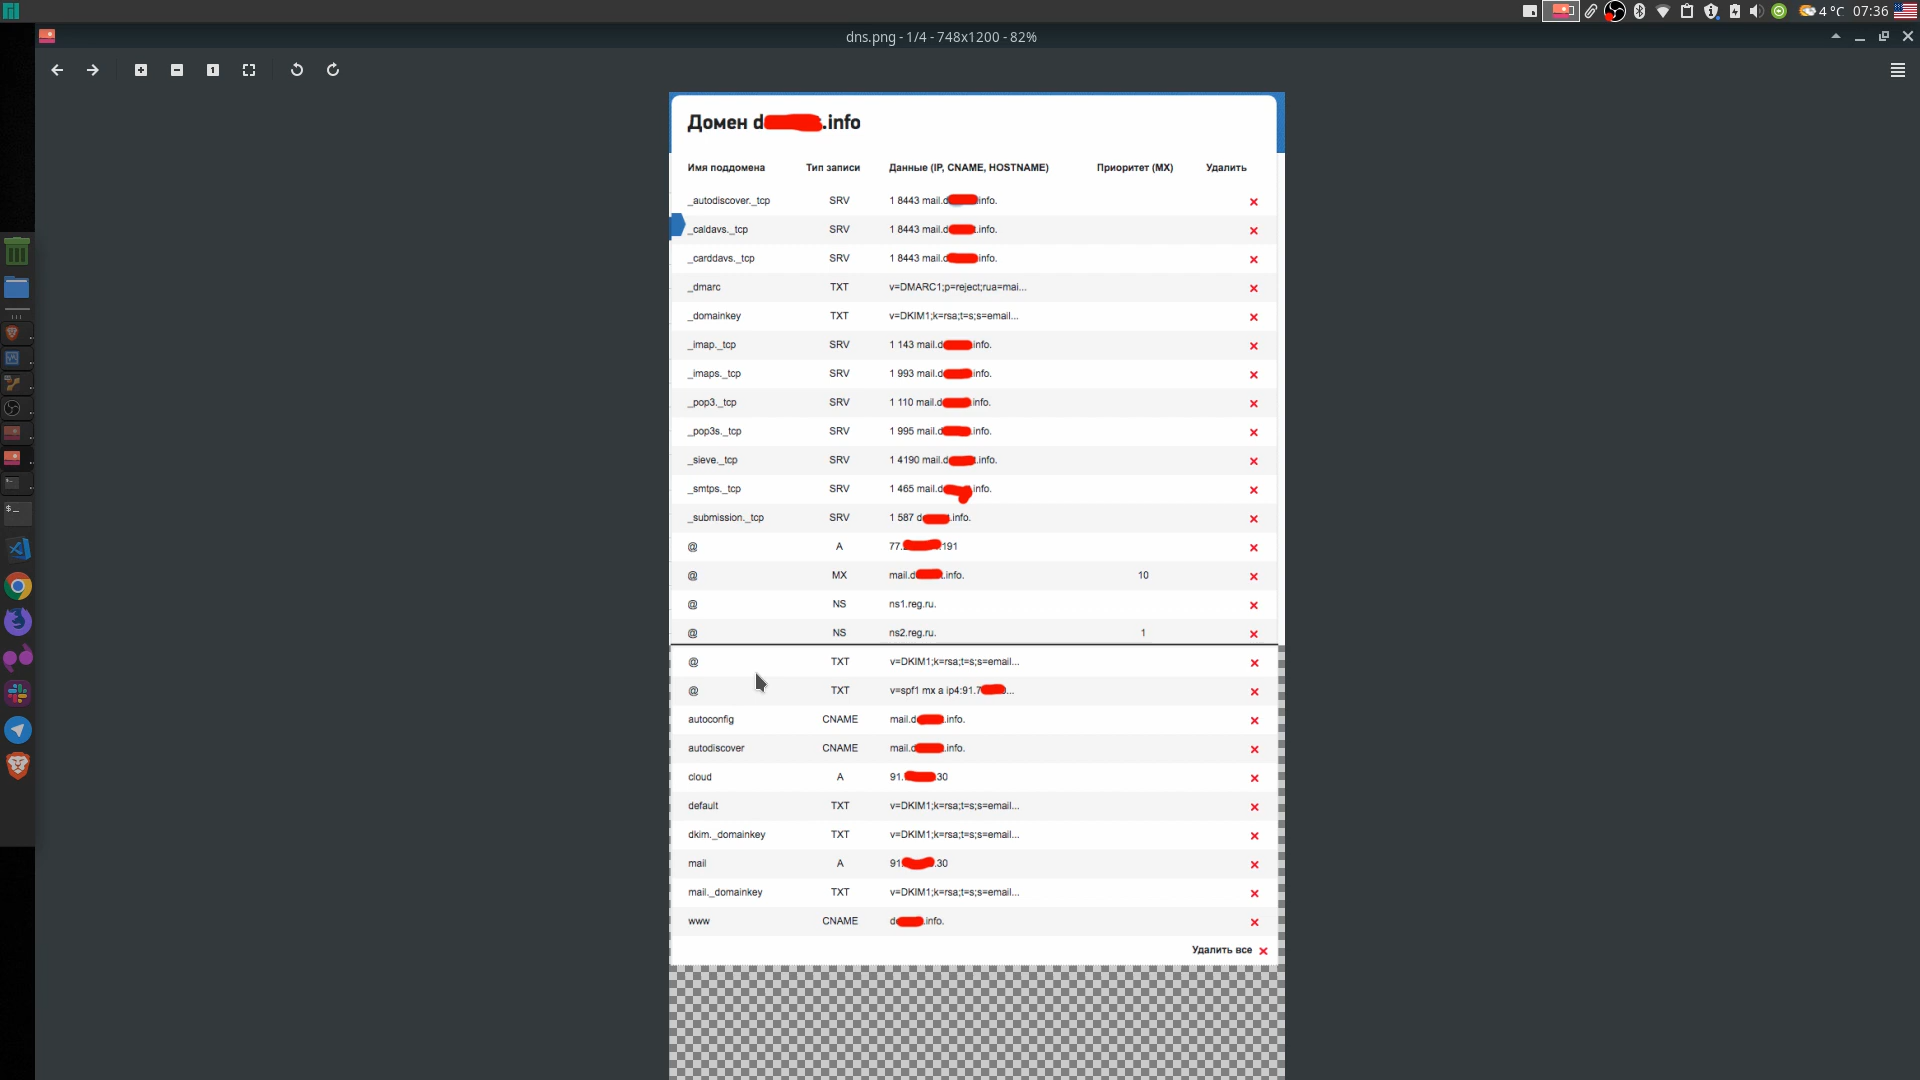 4 °C 07:36
dns.png - 1/4 - 748x1200 - 82%
Домен d .info
Имя поддомена Тип записи Данные (IP, CNAME, HOSTNAME) Приоритет (MX) Удалить
_autodiscover._tcp SRV 1 8443 mail.d info.
_caldavs._tcp SRV 1 8443 mail.d .info.
_carddavs._tcp SRV 1 8443 mail.d info.
_dmarc TXT v=DMARC1;p=reject;rua=mai...
_domainkey TXT v=DKIM1;k=rsa;t=s;s=email...
_imap._tcp SRV 1 143 mail.d info.
_imaps._tcp SRV 1 993 mail.d info.
_pop3._tcp SRV 1 110 mail.d info.
_pop3s._tcp SRV 1 995 mail.d .info.
_sieve._tcp SRV 1 4190 mail.d .info.
_smtps._tcp SRV 1 465 mail.d info.
_submission._tcp SRV 1 587 d .info.
@ A 77. .191
@ MX mail.d .info. 10
@ NS ns1.reg.ru.
@ NS ns2.reg.ru. 1
@ TXT v=DKIM1;k=rsa;t=s;s=email...
@ TXT v=spf1 mx a ip4:91.7 ...
autoconfig CNAME mail.d .info.
autodiscover CNAME mail.d .info.
cloud A 91. 30
default TXT v=DKIM1;k=rsa;t=s;s=email...
dkim._domainkey TXT v=DKIM1;k=rsa;t=s;s=email...
mail A 91 .30
mail._domainkey TXT v=DKIM1;k=rsa;t=s;s=email...
www CNAME d .info.
Удалить все